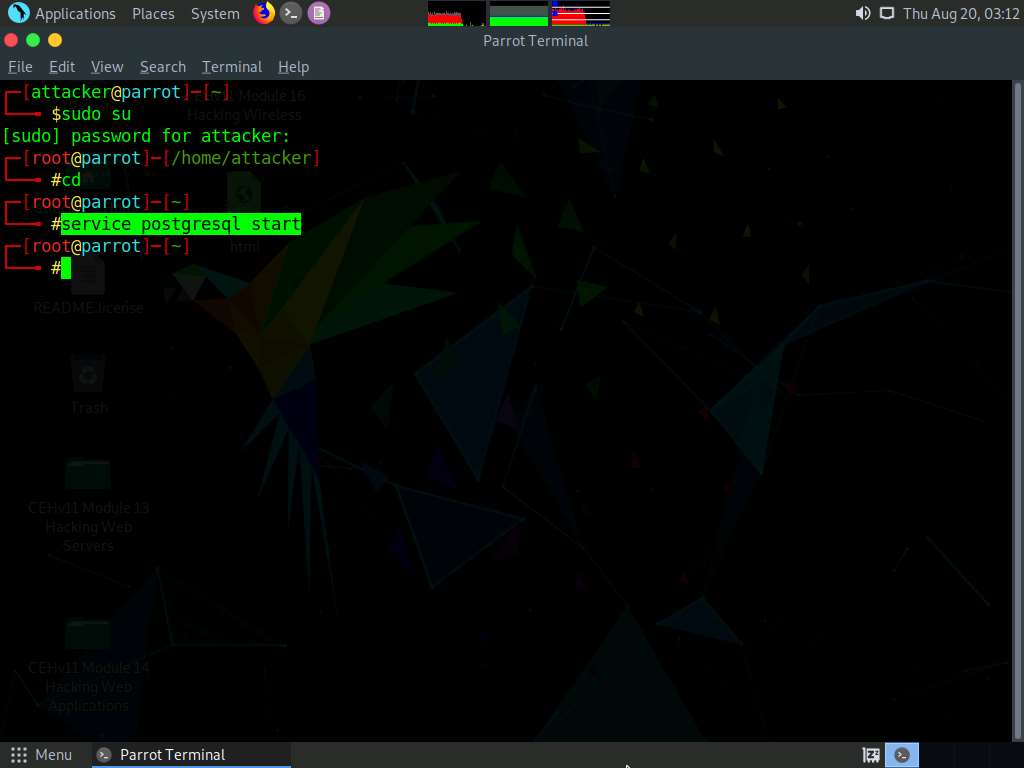 Applications Places System Thu Aug 20, 03:12
Parrot Terminal
File Edit View Search Terminal Help
┌─[attacker@parrot]─[~]
└──╼ $sudo su
[sudo] password for attacker:
┌─[root@parrot]─[/home/attacker]
└──╼ #cd
┌─[root@parrot]─[~]
└──╼ #service postgresql start
┌─[root@parrot]─[~]
└──╼ #
Module 16
Hacking Wireless
html
README.license
Trash
CEHv11 Module 13
Hacking Web
Servers
CEHv11 Module 14
Hacking Web
Applications
Menu Parrot Terminal